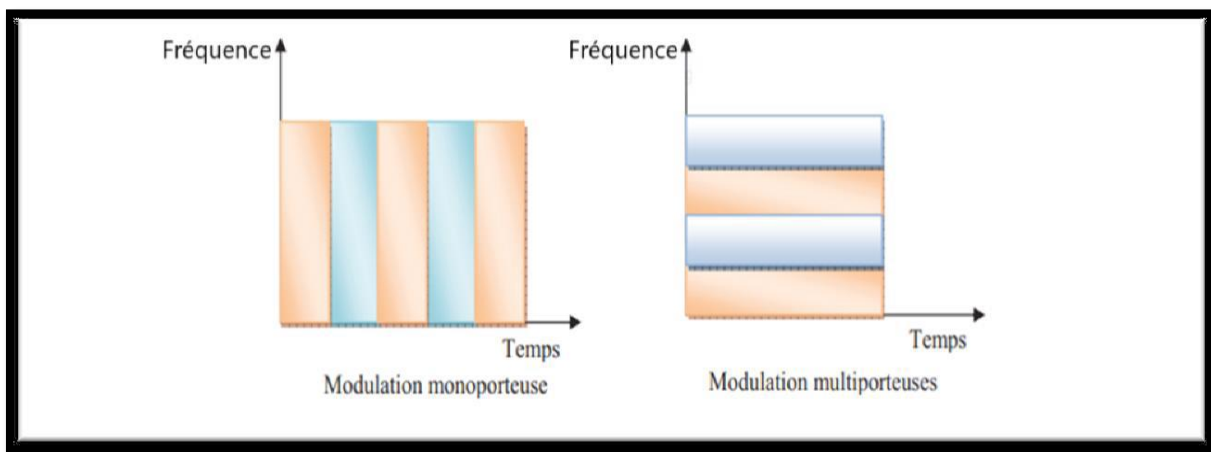 Fréquence
Fréquence
Temps
Temps
Modulation monoporteuse
Modulation multiporteuses